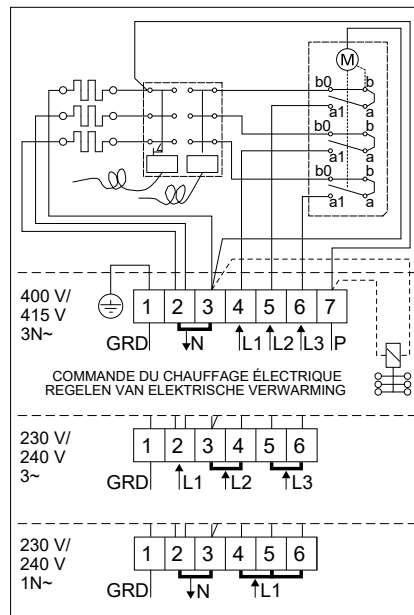 M
b0 b
a1 a
b0 b
a1 a
b0 b
a1 a
400 V/
415 V
3N~
1 2 3 4 5 6 7
GRD N L1 L2 L3 P
COMMANDE DU CHAUFFAGE ÉLECTRIQUE
REGELEN VAN ELEKTRISCHE VERWARMING
230 V/
240 V
3~
1 2 3 4 5 6
GRD L1 L2 L3
230 V/
240 V
1N~
1 2 3 4 5 6
GRD N L1